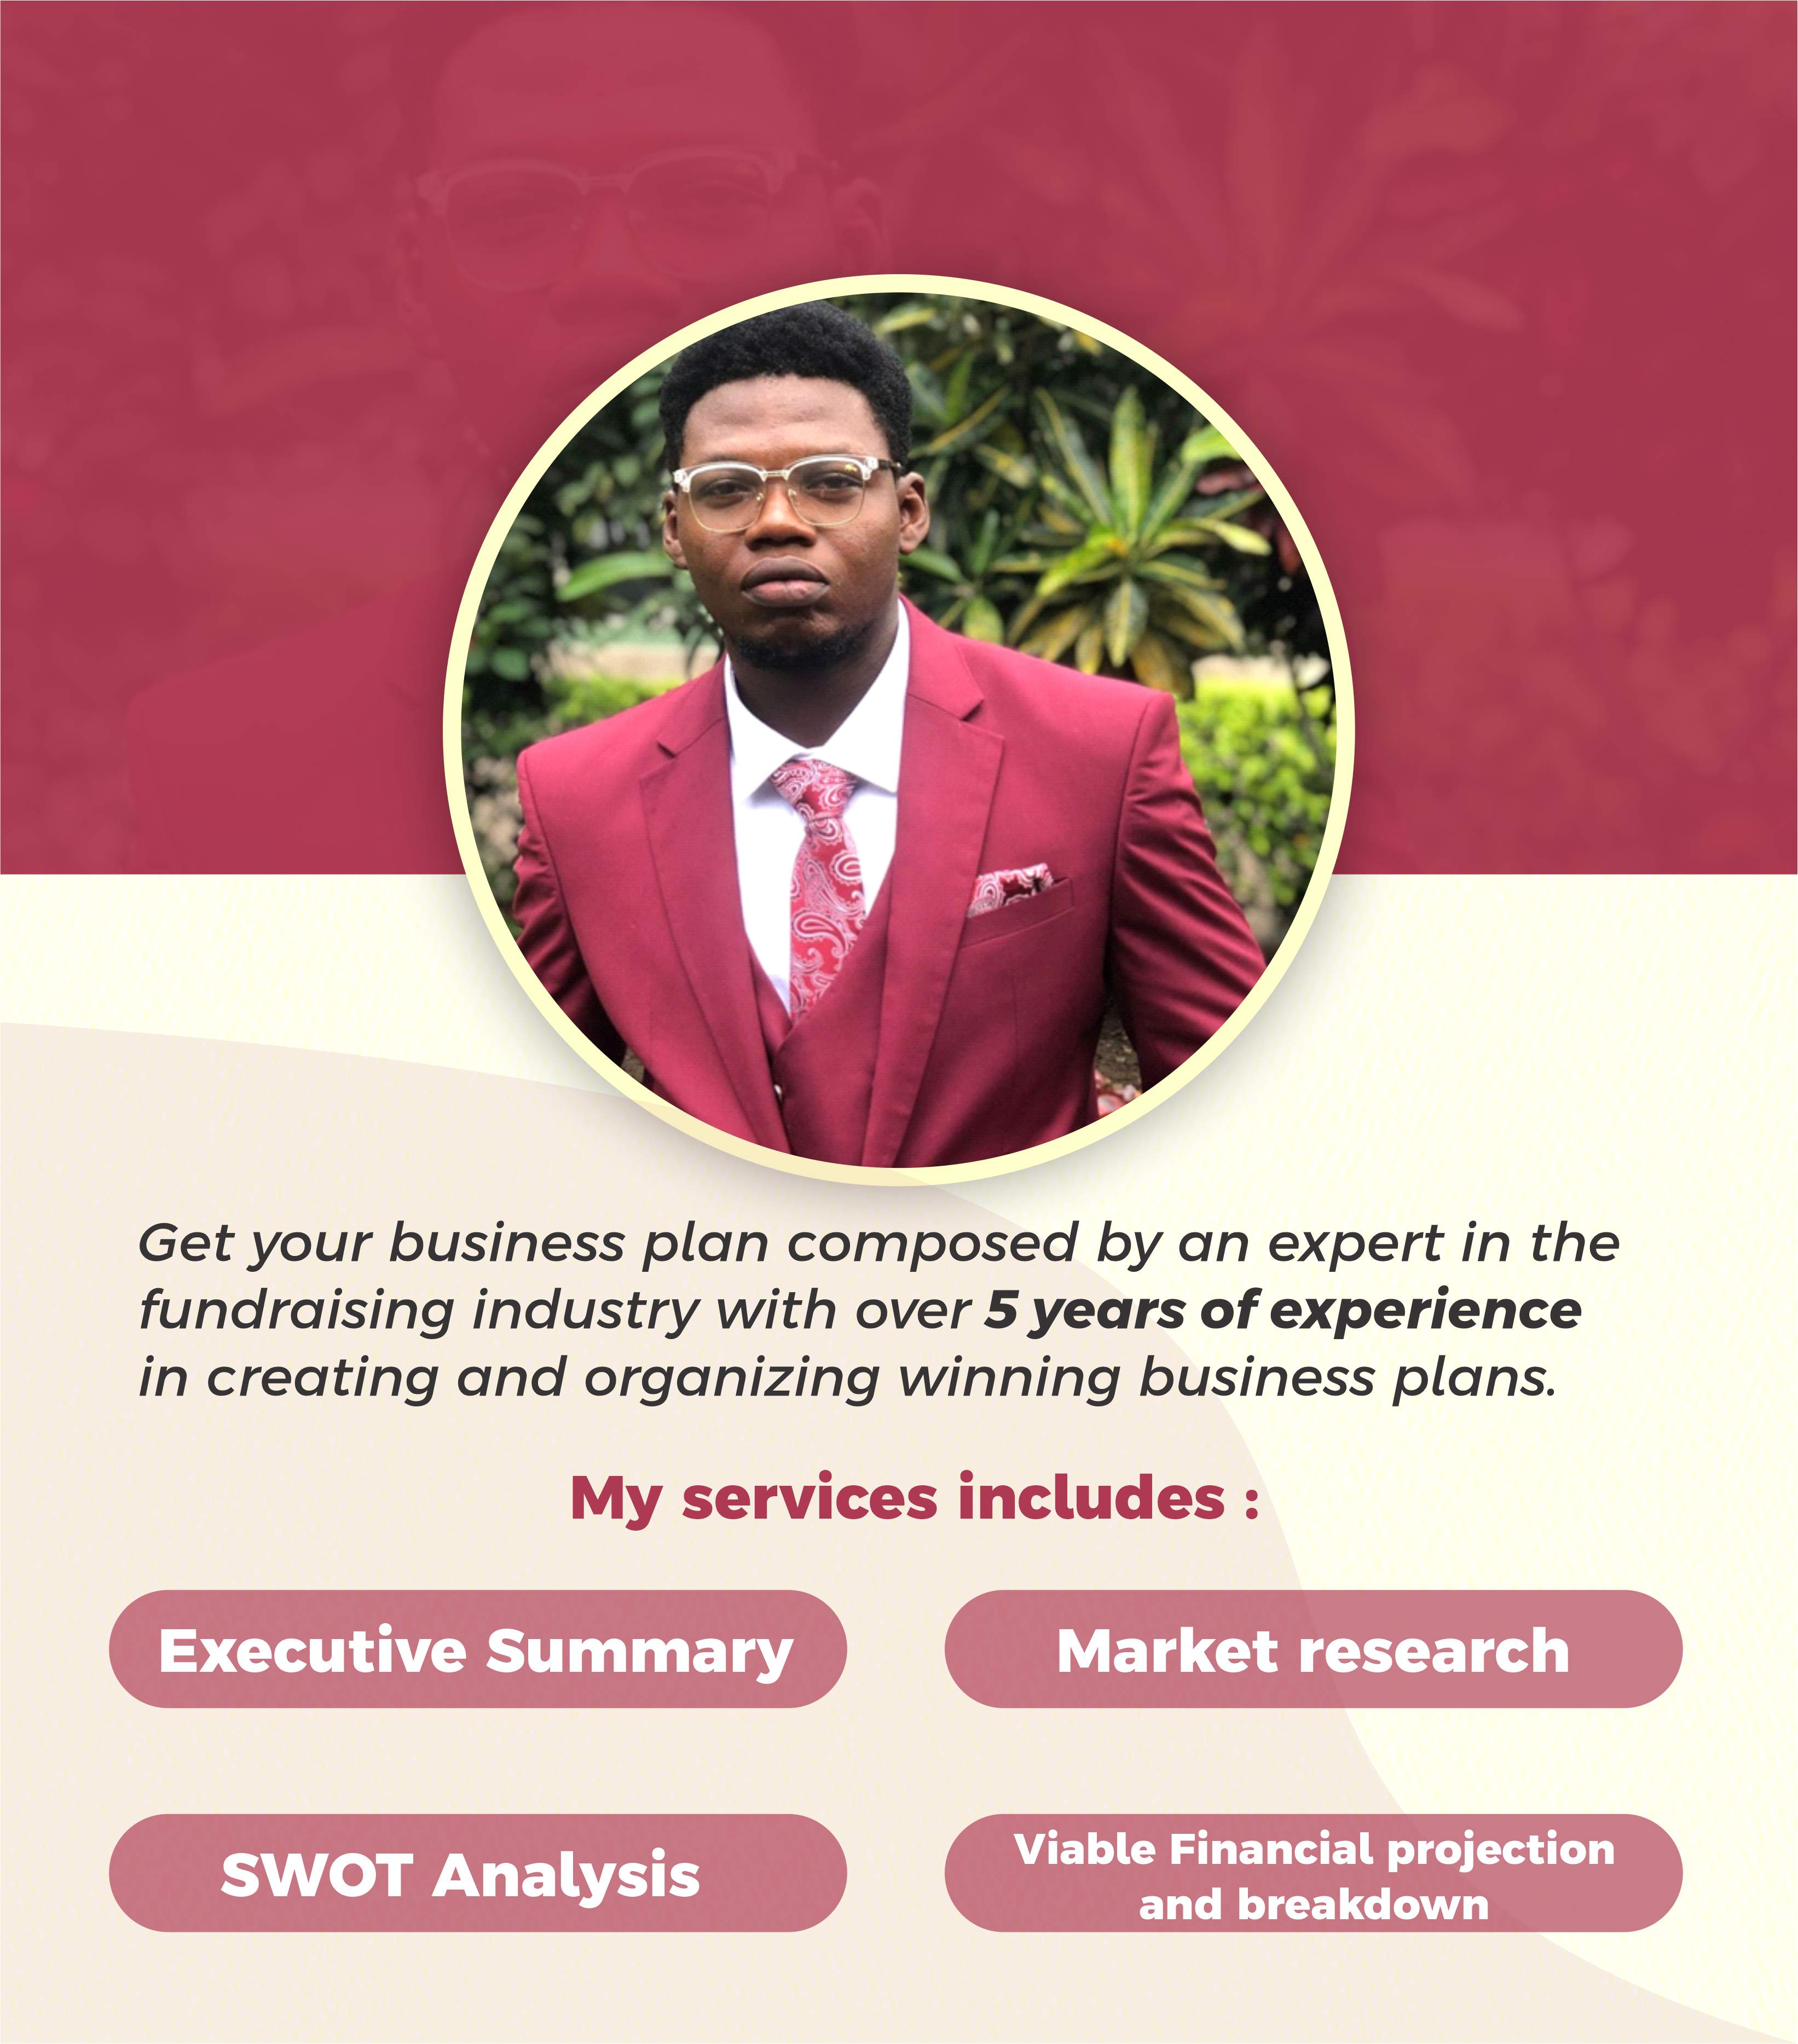 Get your business plan composed by an expert in the
fundraising industry with over 5 years of experience
in creating and organizing winning business plans.
My services includes :
Executive Summary
Market research
SWOT Analysis
Viable Financial projection
and breakdown